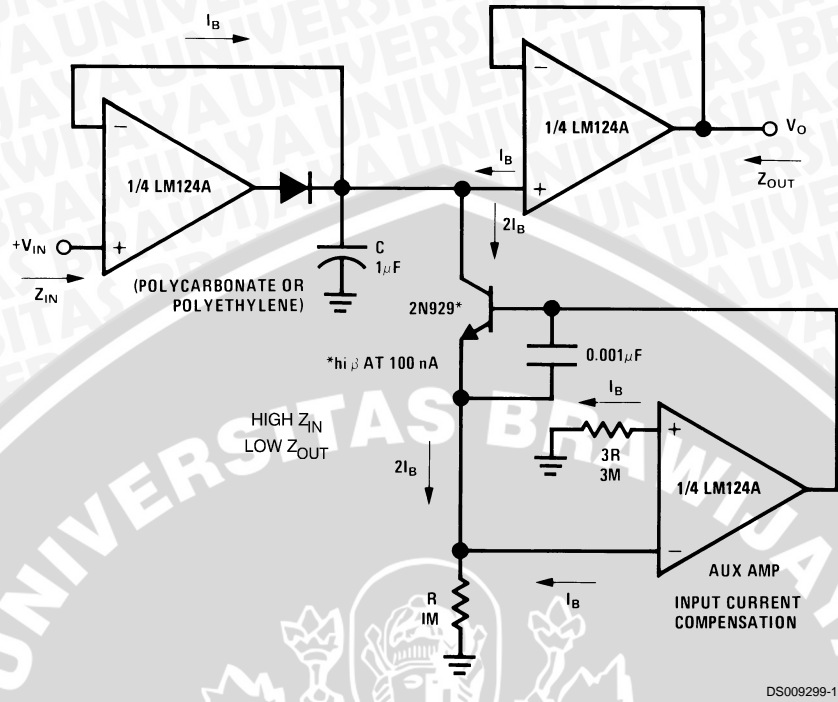 I_B
1/4 LM124A
I_B
1/4 LM124A
V_O
Z_OUT
2I_B
+V_IN
Z_IN
C
1μF
(POLYCARBONATE OR
POLYETHYLENE)
2N929*
*hi β AT 100 nA
0.001μF
HIGH Z_IN
LOW Z_OUT
I_B
3R
3M
1/4 LM124A
2I_B
AUX AMP
INPUT CURRENT
COMPENSATION
I_B
R
1M
DS009299-1
UNIVERSITAS BRAWIJAYA